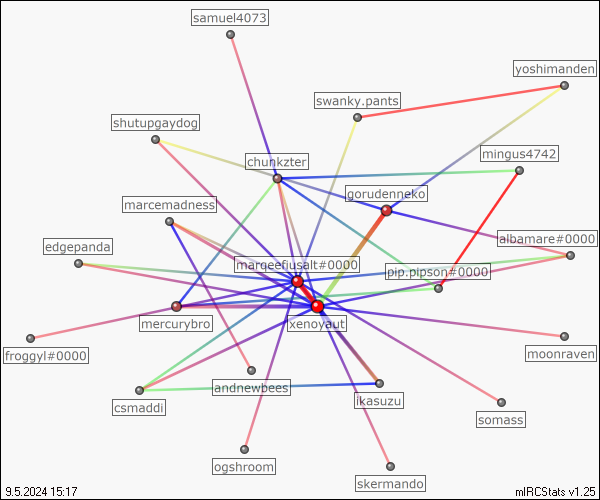 samuel4073
yoshimanden
swanky.pants
shutupgaydog
mingus4742
chunkzter
gorudenneko
marcemadness
albamare#0000
edgepanda
marqeefiusalt#0000
pip.pipson#0000
mercurybro
xenoyaut
froggyl#0000
moonraven
andnewbees
ikasuzu
csmaddi
somass
ogshroom
skermando
9.5.2024 15:17
mIRCStats v1.25